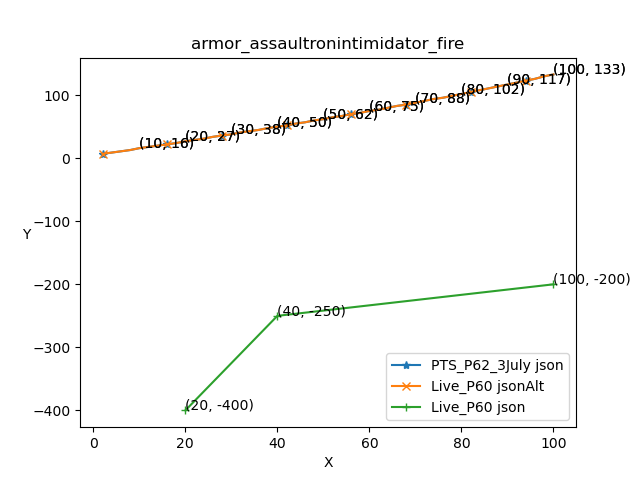 armor_assaultronintimidator_fire
(100, 133)
(90, 117)
(80, 102)
(70, 88)
(60, 75)
(50, 62)
(40, 50)
(30, 38)
(20, 27)
(10, 16)
100
0
−100
−200
−300
−400
Y
(100, -200)
(40, -250)
(20, -400)
PTS_P62_3July json
Live_P60 jsonAlt
Live_P60 json
0 20 40 60 80 100
X